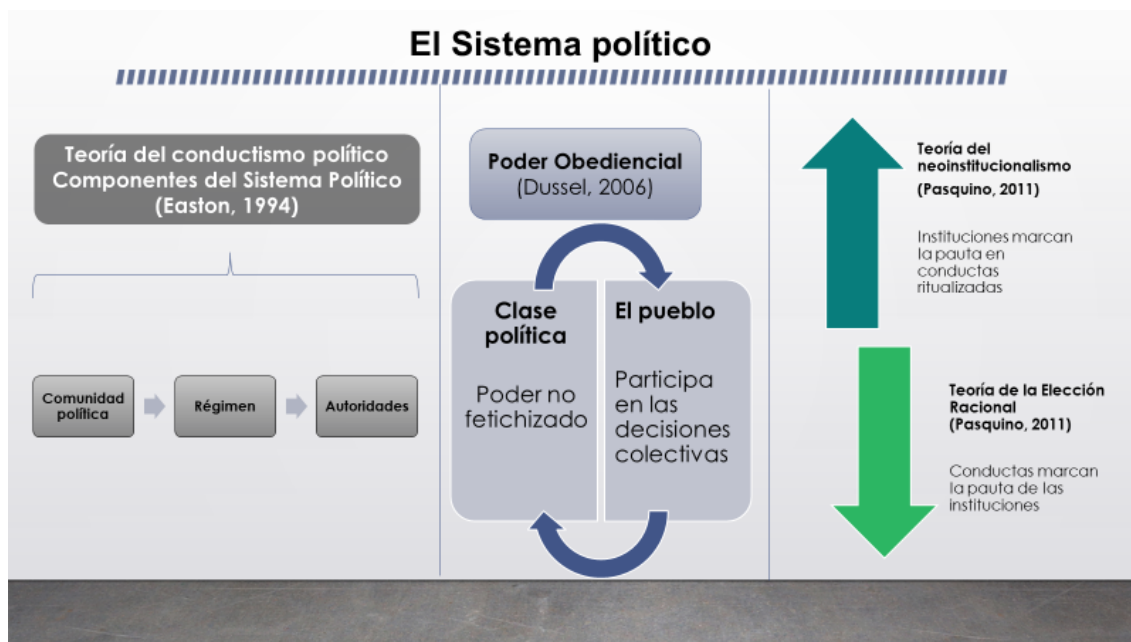 El Sistema político
Teoría del conductismo político
Componentes del Sistema Político
(Easton, 1994)
Comunidad
política
Régimen
Autoridades
Poder Obediencial
(Dussel, 2006)
Clase
política
Poder no
fetichizado
El pueblo
Participa
en las
decisiones
colectivas
Teoría del
neoinstitucionalismo
(Pasquino, 2011)
Instituciones marcan
la pauta en
conductas
ritualizadas
Teoría de la Elección
Racional
(Pasquino, 2011)
Conductas marcan
la pauta de las
instituciones